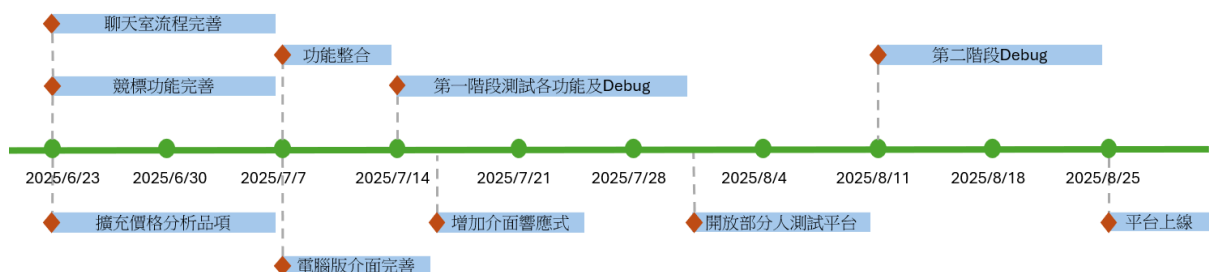 聊天室流程完善
功能整合
第二階段Debug
競標功能完善
第一階段測試各功能及Debug
2025/6/23
2025/6/30
2025/7/7
2025/7/14
2025/7/21
2025/7/28
2025/8/4
2025/8/11
2025/8/18
2025/8/25
擴充價格分析品項
增加介面響應式
開放部分人測試平台
平台上線
電腦版介面完善